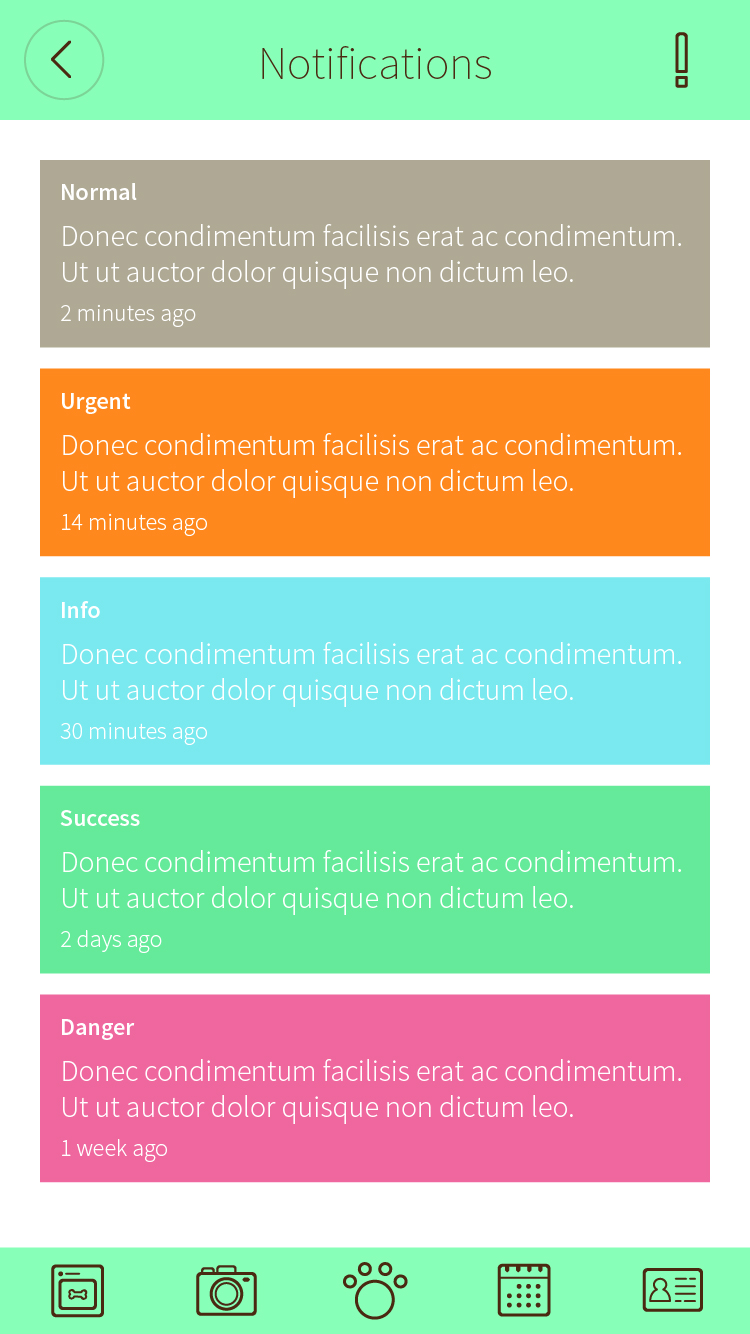 Notifications
Normal
Donec condimentum facilisis erat ac condimentum.
Ut ut auctor dolor quisque non dictum leo.
2 minutes ago
Urgent
Donec condimentum facilisis erat ac condimentum.
Ut ut auctor dolor quisque non dictum leo.
14 minutes ago
Info
Donec condimentum facilisis erat ac condimentum.
Ut ut auctor dolor quisque non dictum leo.
30 minutes ago
Success
Donec condimentum facilisis erat ac condimentum.
Ut ut auctor dolor quisque non dictum leo.
2 days ago
Danger
Donec condimentum facilisis erat ac condimentum.
Ut ut auctor dolor quisque non dictum leo.
1 week ago